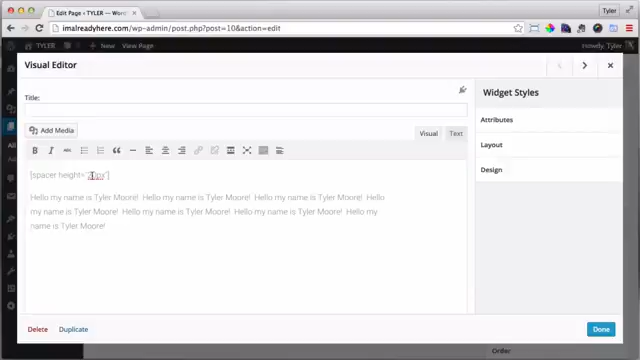 Edit Page ‹ TYLER — Word
Tyler
imalreadyhere.com/wp-admin/post.php?post=10&action=edit
TYLER
New
View Page
Howdy, Tyler
Visual Editor
Title:
Add Media
Visual
Text
B I ABC
[spacer height="
px"]
Hello my name is Tyler Moore! Hello my name is Tyler Moore! Hello my name is Tyler Moore! Hello
my name is Tyler Moore! Hello my name is Tyler Moore! Hello my name is Tyler Moore! Hello my
name is Tyler Moore!
Widget Styles
Attributes
Layout
Design
Delete
Duplicate
Done
Order